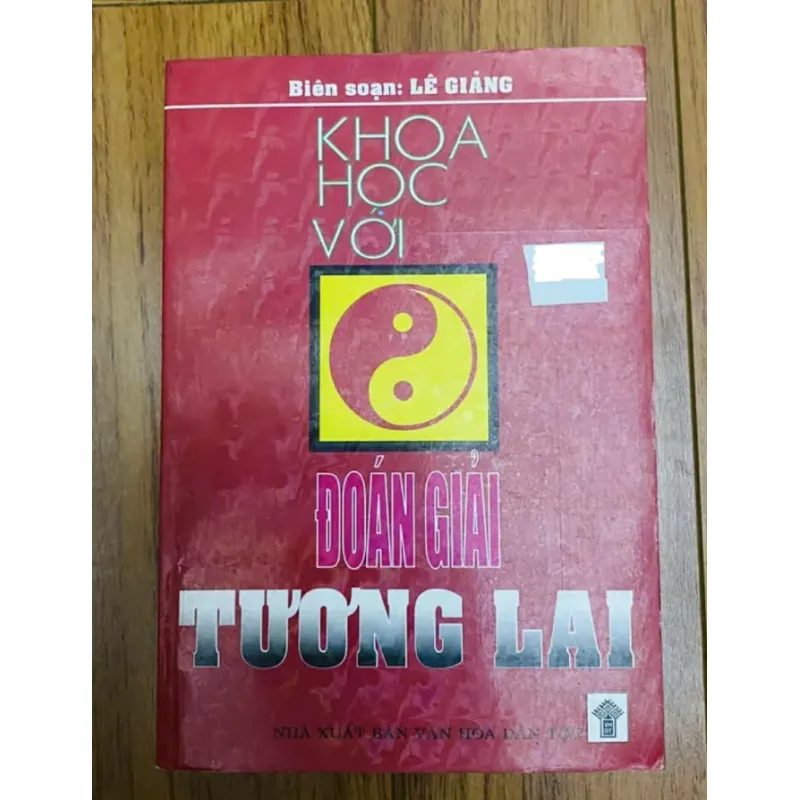 Biên soạn: LÊ GIẢNG
KHOA
HỌC
VỚI
ĐOÁN GIẢI
TƯƠNG LAI
NHÀ XUẤT BẢN VĂN HÓA DÂN TỘC